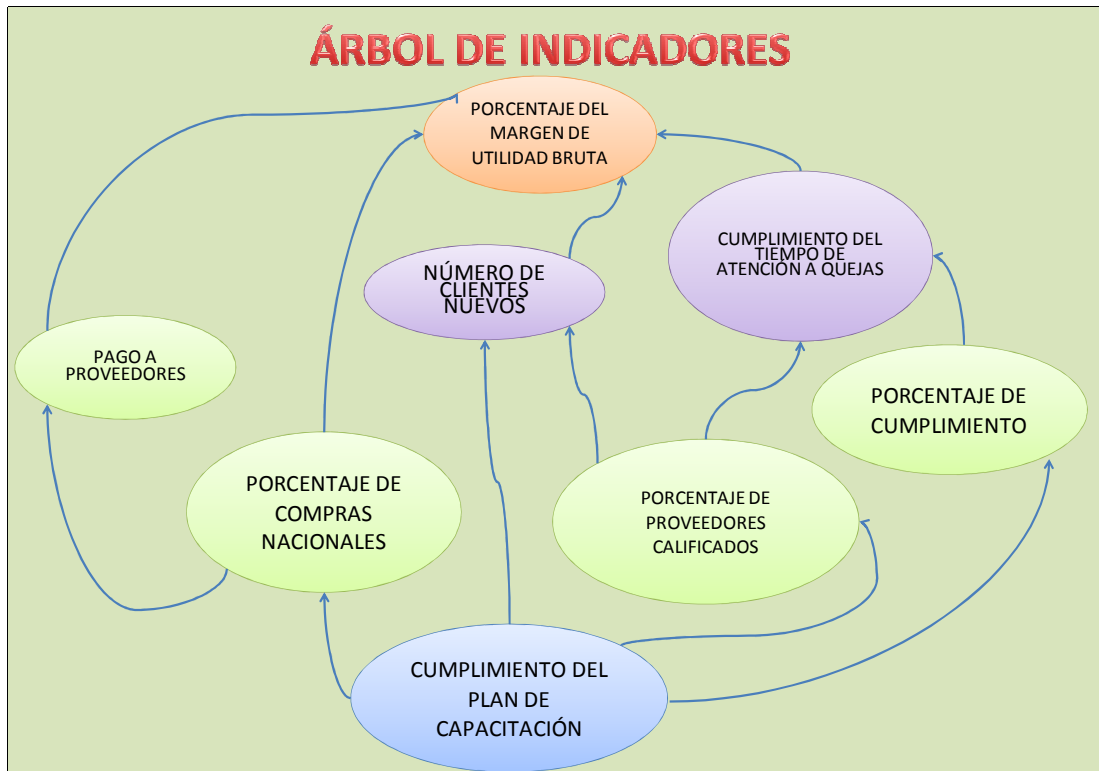 ÁRBOL DE INDICADORES
PORCENTAJE DEL
MARGEN DE
UTILIDAD BRUTA
CUMPLIMIENTO DEL
TIEMPO DE
ATENCIÓN A QUEJAS
NÚMERO DE
CLIENTES
NUEVOS
PAGO A
PROVEEDORES
PORCENTAJE DE
CUMPLIMIENTO
PORCENTAJE DE
COMPRAS
NACIONALES
PORCENTAJE DE
PROVEEDORES
CALIFICADOS
CUMPLIMIENTO DEL
PLAN DE
CAPACITACIÓN